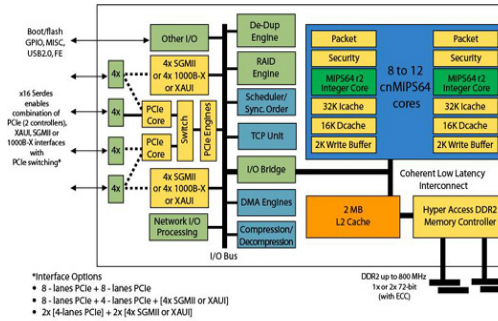 Boot/flash
GPIO, MISC,
USB2.0, FE
x16 Serdes
enables
combination of
PCIe (2 controllers),
XAUI, SGMII or
1000B-X interfaces
with
PCIe switching*
4x
4x
4x
4x
Other I/O
4x SGMII
or 4x 1000B-X
or XAUI
PCIe
Core
PCIe
Core
Switch
PCIe Engines
4x SGMII
or 4x 1000B-X
or XAUI
Network I/O
Processing
I/O Bus
De-Dup
Engine
RAID
Engine
Scheduler/
Sync. Order
TCP Unit
I/O Bridge
DMA Engines
Compression/
Decompression
Packet
Security
MIPS64 r2
Integer Core
32K Icache
16K Dcache
2K Write Buffer
8 to 12
cnMIPS64
cores
Packet
Security
MIPS64 r2
Integer Core
32K Icache
16K Dcache
2K Write Buffer
Coherent Low Latency
Interconnect
2 MB
L2 Cache
Hyper Access DDR2
Memory Controller
DDR2 up to 800 MHz
1x or 2x 72-bit
(with ECC)
*Interface Options
• 8 - lanes PCIe + 8 - lanes PCIe
• 8 - lanes PCIe + 4 - lanes PCIe + [4x SGMII or XAUI]
• 2x [4-lanes PCIe] + 2x [4x SGMII or XAUI]